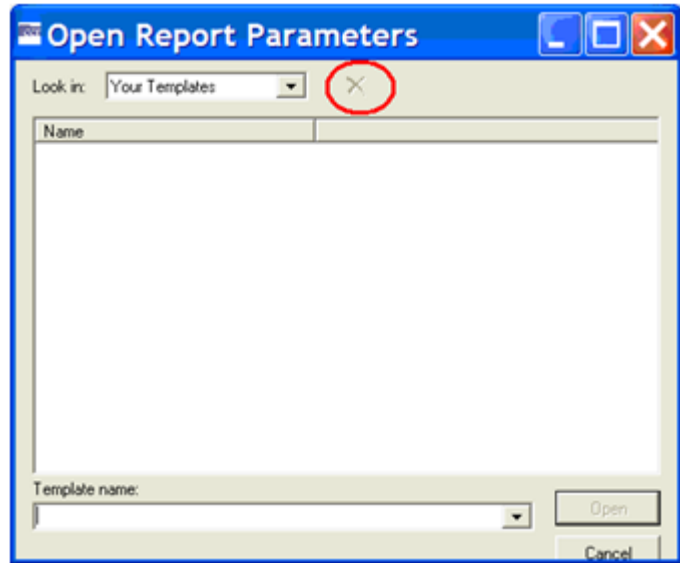 Open Report Parameters
Look in: Your Templates
Name
Template name:
Open
Cancel